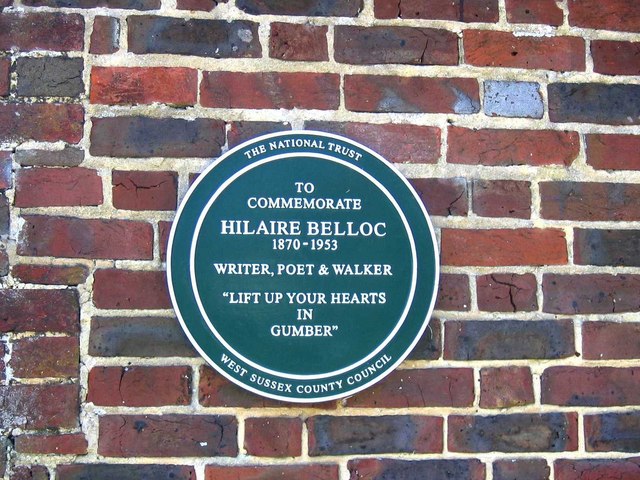 THE NATIONAL TRUST
TO
COMMEMORATE
HILAIRE BELLOC
1870-1953
WRITER, POET & WALKER
"LIFT UP YOUR HEARTS
IN
GUMBER"
WEST SUSSEX COUNTY COUNCIL